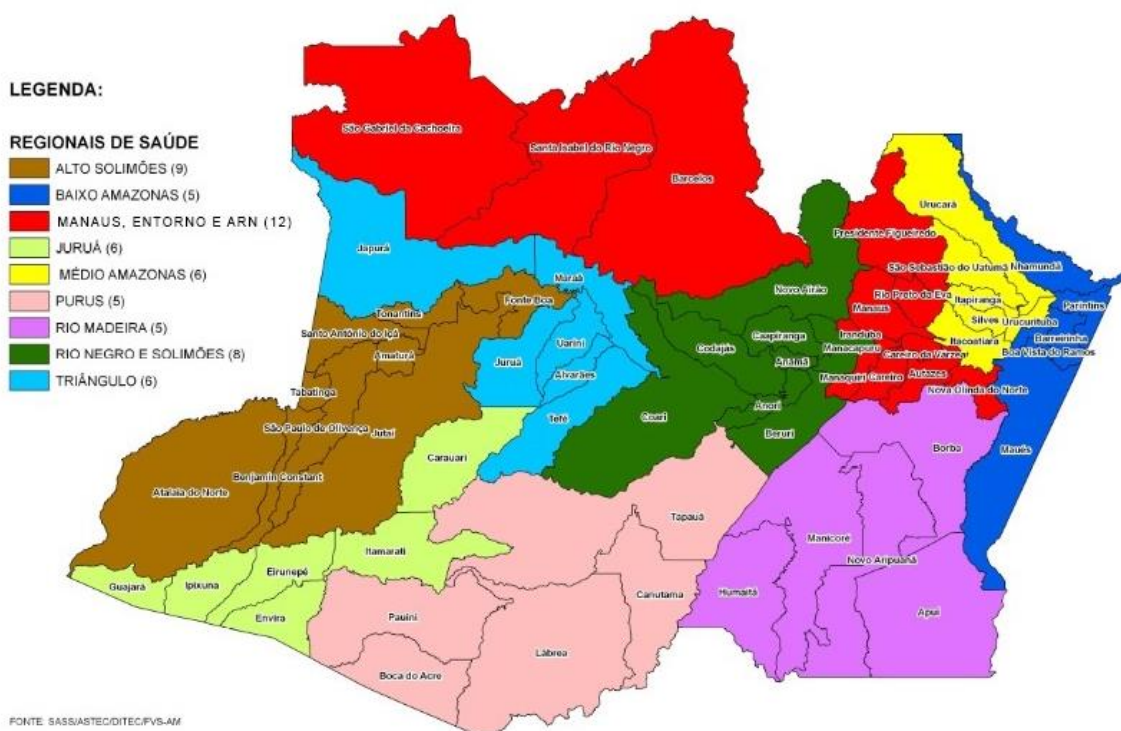 LEGENDA:
REGIONAIS DE SAÚDE
ALTO SOLIMÕES (9)
BAIXO AMAZONAS (5)
MANAUS, ENTORNO E ARN (12)
JURUÁ (6)
MÉDIO AMAZONAS (6)
PURUS (5)
RIO MADEIRA (5)
RIO NEGRO E SOLIMÕES (8)
TRIÂNGULO (6)
São Gabriel da Cachoeira
Santa Isabel do Rio Negro
Barcelos
Urucará
Presidente Figueiredo
Japurá
Maraã
São Sebastião do Uatumã
Nhamundá
Novo Airão
Rio Preto da Eva
Itapiranga
Parintins
Fonte Boa
Tonantins
Manaus
Silves
Urucurituba
Santo Antônio do Içá
Caapiranga
Iranduba
Itacoatiara
Barreirinha
Uarini
Codajás
Manacapuru
Careiro da Várzea
Boa Vista do Ramos
Amaturá
Juruá
Anamã
Alvarães
Manaquiri
Careiro
Autazes
Tabatinga
Nova Olinda do Norte
Anori
São Paulo de Olivença
Jutaí
Tefé
Coari
Beruri
Borba
Maués
Carauari
Benjamin Constant
Atalaia do Norte
Tapauá
Manicoré
Itamarati
Novo Aripuanã
Eirunepé
Guajará
Ipixuna
Humaitá
Canutama
Apuí
Envira
Pauini
Lábrea
Boca do Acre
FONTE: SASS/ASTEC/DITEC/FVS-AM